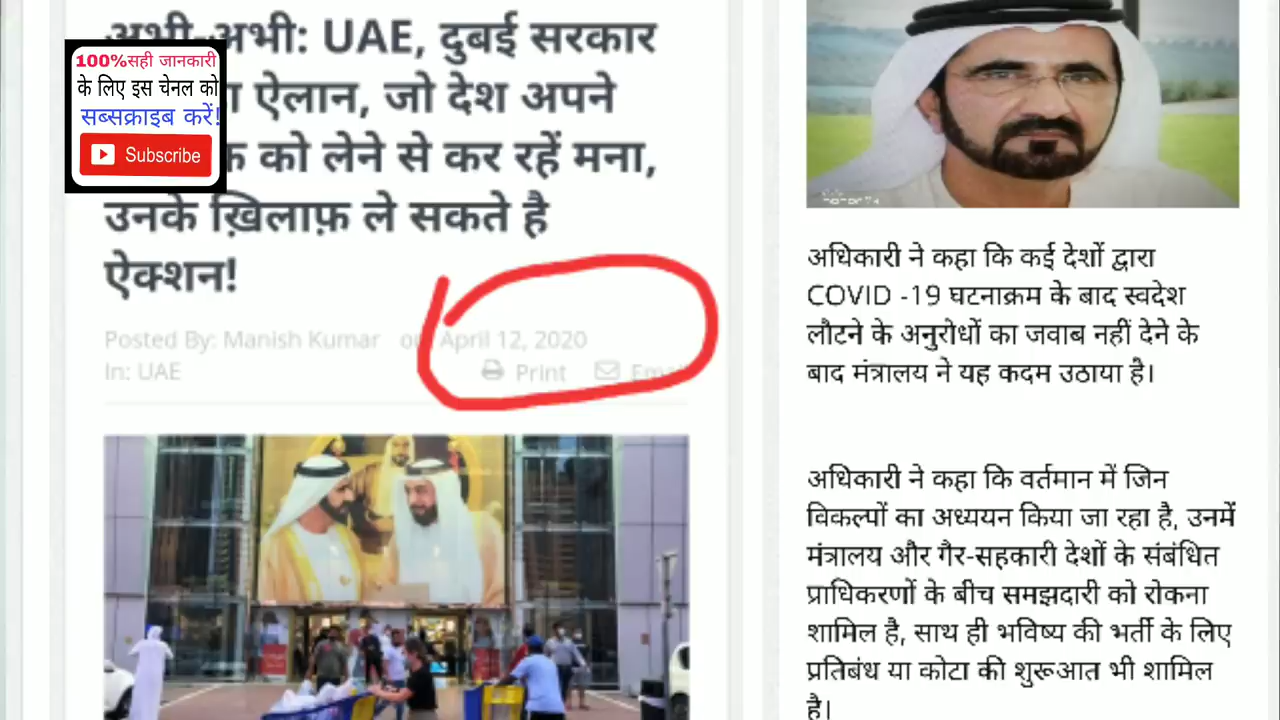 अभी-अभी: UAE, दुबई सरकार
ऐलान, जो देश अपने
को लेने से कर रहें मना,
उनके ख़िलाफ़ ले सकते है
ऐक्शन!
100%सही जानकारी
के लिए इस चेनल को
सब्सक्राइब करें!
Subscribe
Posted By: Manish Kumar on April 12, 2020
In: UAE
Print
अधिकारी ने कहा कि कई देशों द्वारा
COVID -19 घटनाक्रम के बाद स्वदेश
लौटने के अनुरोधों का जवाब नहीं देने के
बाद मंत्रालय ने यह कदम उठाया है।
अधिकारी ने कहा कि वर्तमान में जिन
विकल्पों का अध्ययन किया जा रहा है, उनमें
मंत्रालय और गैर-सहकारी देशों के संबंधित
प्राधिकरणों के बीच समझदारी को रोकना
शामिल है, साथ ही भविष्य की भर्ती के लिए
प्रतिबंध या कोटा की शुरूआत भी शामिल
है।